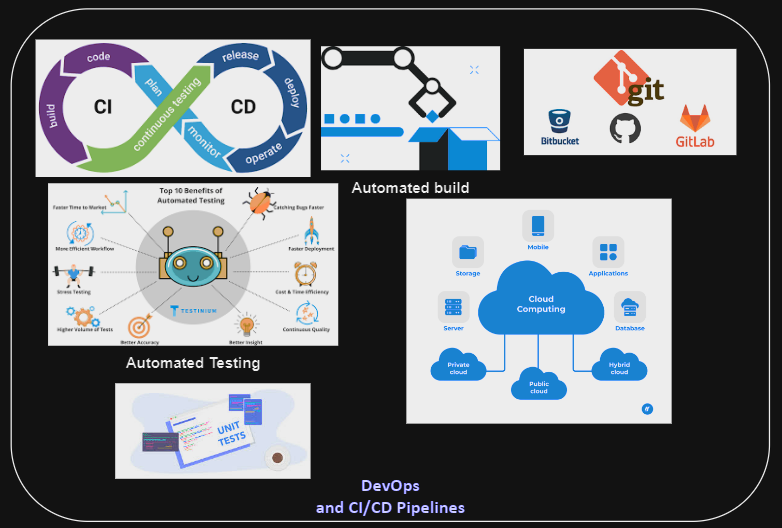 code
plan
build
CI
continuous testing
release
deploy
CD
monitor
operate
git
Bitbucket
GitLab
Automated build
Top 10 Benefits of
Automated Testing
Faster Time to Market
Catching Bugs Faster
More Efficient Workflow
Faster Deployment
Stress Testing
Cost & Time Efficiency
TESTINIUM
Higher Volume of Tests
Continuous Quality
Better Accuracy
Better Insight
Automated Testing
Mobile
Storage
Applications
Cloud
Computing
Server
Database
Private
cloud
Public
cloud
Hybrid
cloud
UNIT
TESTS
DevOps
and CI/CD Pipelines